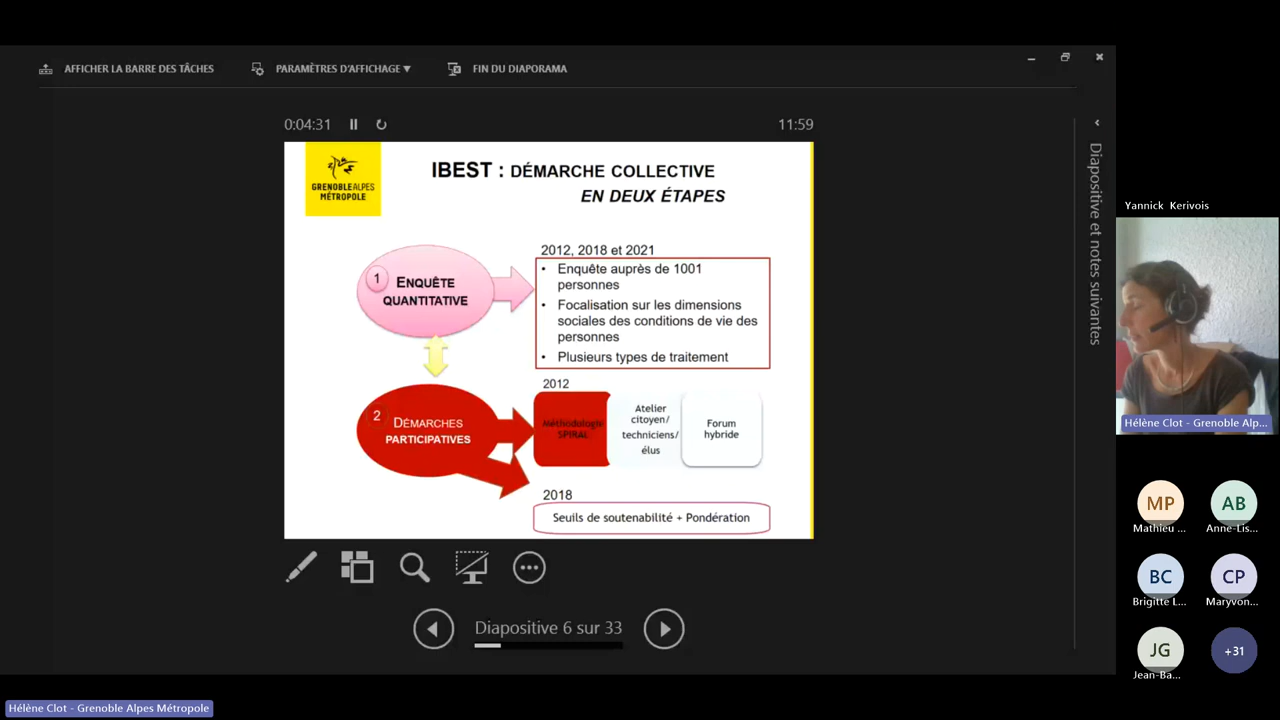 AFFICHER LA BARRE DES TÂCHES
PARAMÈTRES D'AFFICHAGE ▼
FIN DU DIAPORAMA
0:04:31
11:59
GRENOBLEALPES
MÉTROPOLE
IBEST : DÉMARCHE COLLECTIVE
EN DEUX ÉTAPES
1
ENQUÊTE
QUANTITATIVE
2012, 2018 et 2021
• Enquête auprès de 1001
personnes
• Focalisation sur les dimensions
sociales des conditions de vie des
personnes
• Plusieurs types de traitement
2
DÉMARCHES
PARTICIPATIVES
2012
Méthodologie
SPIRAL
Atelier
citoyen/
techniciens/
élus
Forum
hybride
2018
Seuils de soutenabilité + Pondération
Diapositive 6 sur 33
Diapositive et notes suivantes
Yannick Kerivois
Hélène Clot - Grenoble Alp...
MP
Mathieu ...
AB
Anne-Lis...
BC
Brigitte L...
CP
Maryvon...
JG
Jean-Ba...
+31
Hélène Clot - Grenoble Alpes Métropole